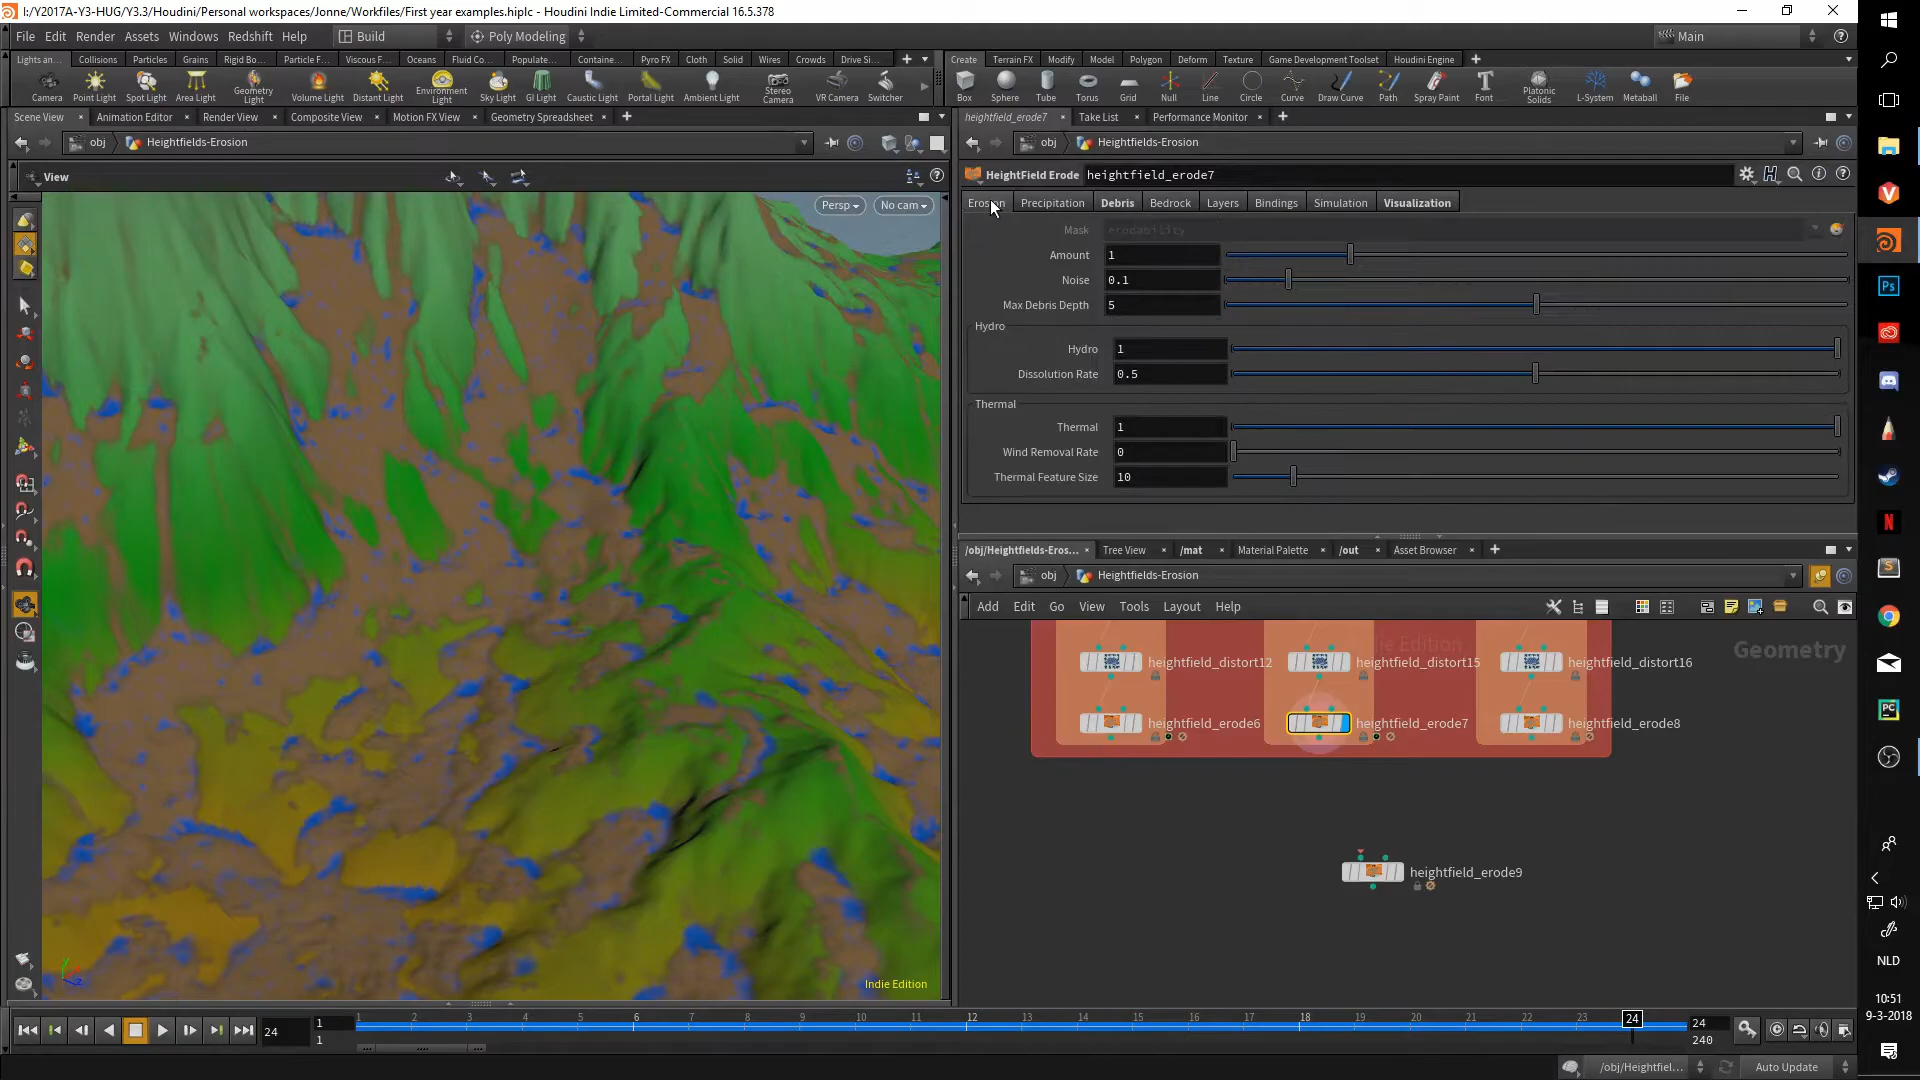 I:/Y2017A-Y3-HUG/Y3.3/Houdini/Personal workspaces/Jonne/Workfiles/First year examples.hiplc - Houdini Indie Limited-Commercial 16.5.378
File Edit Render Assets Windows Redshift Help Build Poly Modeling Main
Lights an... Collisions Particles Grains Rigid Bo... Particle F... Viscous F... Oceans Fluid Co... Populate... Containe... Pyro FX Cloth Solid Wires Crowds Drive Si...
Create Terrain FX Modify Model Polygon Deform Texture Game Development Toolset Houdini Engine
Camera Point Light Spot Light Area Light Geometry Light Volume Light Distant Light Environment Light Sky Light GI Light Caustic Light Portal Light Ambient Light Stereo Camera VR Camera Switcher
Box Sphere Tube Torus Grid Null Line Circle Curve Draw Curve Path Spray Paint Font Platonic Solids L-System Metaball File
Scene View Animation Editor Render View Composite View Motion FX View Geometry Spreadsheet
heightfield_erode7 Take List Performance Monitor
obj Heightfields-Erosion
obj Heightfields-Erosion
View
HeightField Erode heightfield_erode7
Persp No cam
Erosion Precipitation Debris Bedrock Layers Bindings Simulation Visualization
Mask erodability
Amount 1
Noise 0.1
Max Debris Depth 5
Hydro
Hydro 1
Dissolution Rate 0.5
Thermal
Thermal 1
Wind Removal Rate 0
Thermal Feature Size 10
/obj/Heightfields-Eros... Tree View /mat Material Palette /out Asset Browser
obj Heightfields-Erosion
Add Edit Go View Tools Layout Help
Indie Edition
Geometry
heightfield_distort12 heightfield_distort15 heightfield_distort16
heightfield_erode6 heightfield_erode7 heightfield_erode8
heightfield_erode9
Indie Edition
24 1 1
1 2 3 4 5 6 7 8 9 10 11 12 13 14 15 16 17 18 19 20 21 22 23 24
24
240
/obj/Heightfiel... Auto Update
Ps
N
S
PC
NLD
10:51
9-3-2018